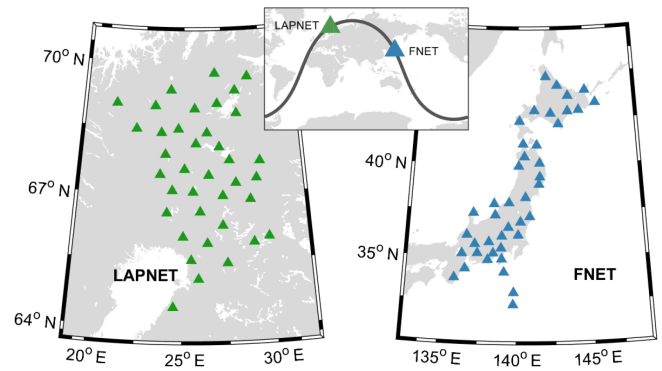 LAPNET
FNET
70° N
67° N
64° N
20° E
25° E
30° E
LAPNET
40° N
35° N
135° E
140° E
145° E
FNET